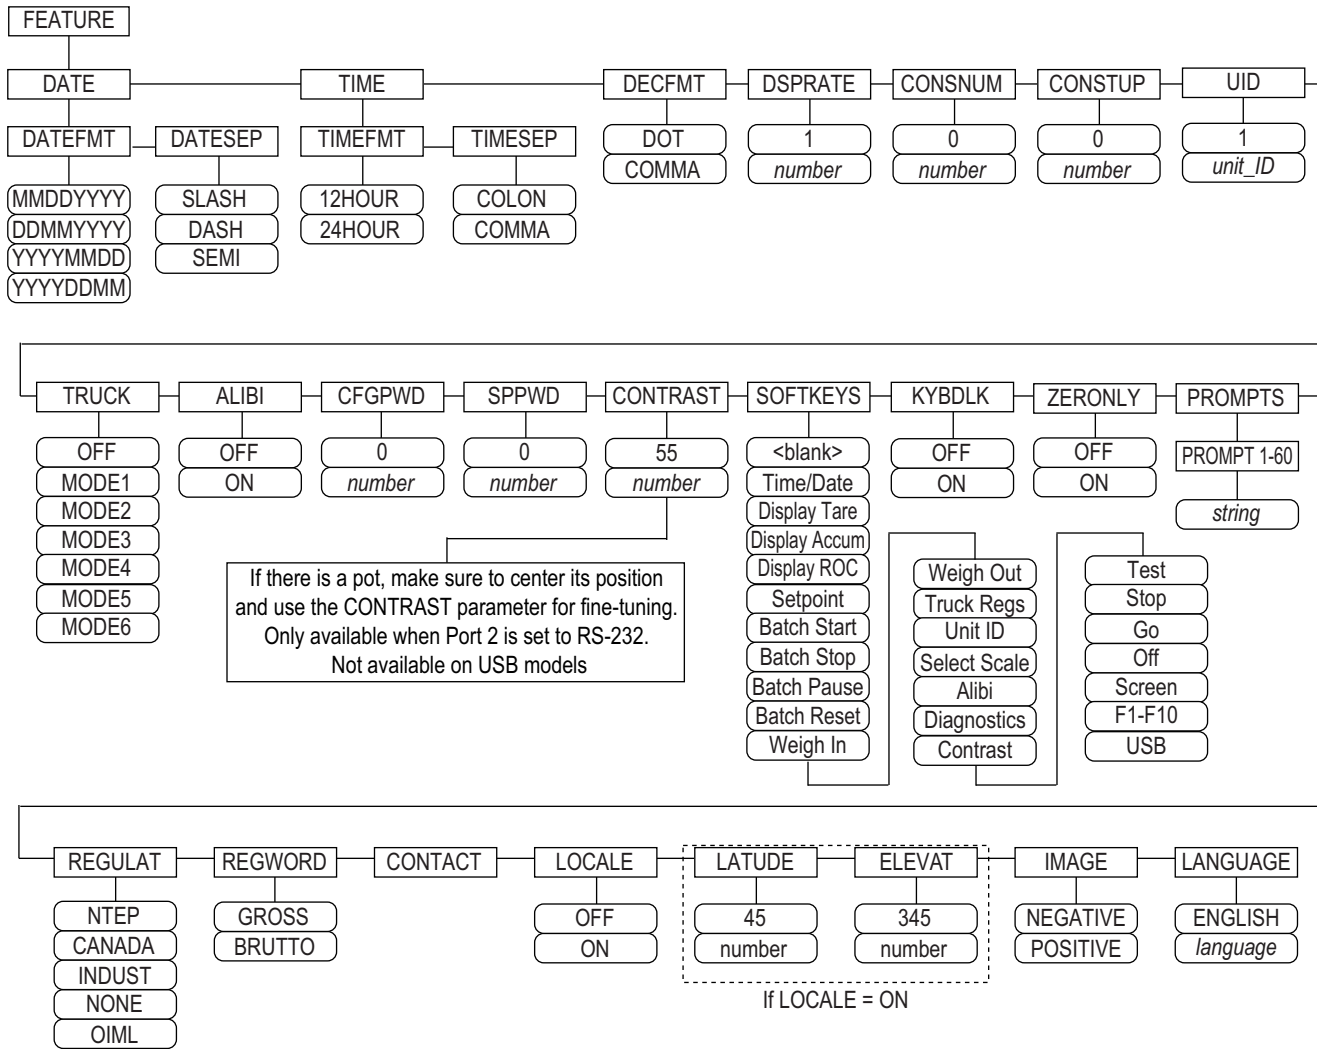 FEATURE
DATE
TIME
DECFMT
DSPRATE
CONSNUM
CONSTUP
UID
DATEFMT
DATESEP
TIMEFMT
TIMESEP
DOT
COMMA
1
number
0
number
0
number
1
unit_ID
MMDDYYYY
DDMMYYYY
YYYYMMDD
YYYYDDMM
SLASH
DASH
SEMI
12HOUR
24HOUR
COLON
COMMA
TRUCK
ALIBI
CFGPWD
SPPWD
CONTRAST
SOFTKEYS
KYBDLK
ZERONLY
PROMPTS
OFF
MODE1
MODE2
MODE3
MODE4
MODE5
MODE6
OFF
ON
0
number
0
number
55
number
If there is a pot, make sure to center its position
and use the CONTRAST parameter for fine-tuning.
Only available when Port 2 is set to RS-232.
Not available on USB models
<blank>
Time/Date
Display Tare
Display Accum
Display ROC
Setpoint
Batch Start
Batch Stop
Batch Pause
Batch Reset
Weigh In
OFF
ON
OFF
ON
PROMPT 1-60
string
Weigh Out
Truck Regs
Unit ID
Select Scale
Alibi
Diagnostics
Contrast
Test
Stop
Go
Off
Screen
F1-F10
USB
REGULAT
REGWORD
CONTACT
LOCALE
LATUDE
ELEVAT
IMAGE
LANGUAGE
NTEP
CANADA
INDUST
NONE
OIML
GROSS
BRUTTO
OFF
ON
45
number
345
number
If LOCALE = ON
NEGATIVE
POSITIVE
ENGLISH
language